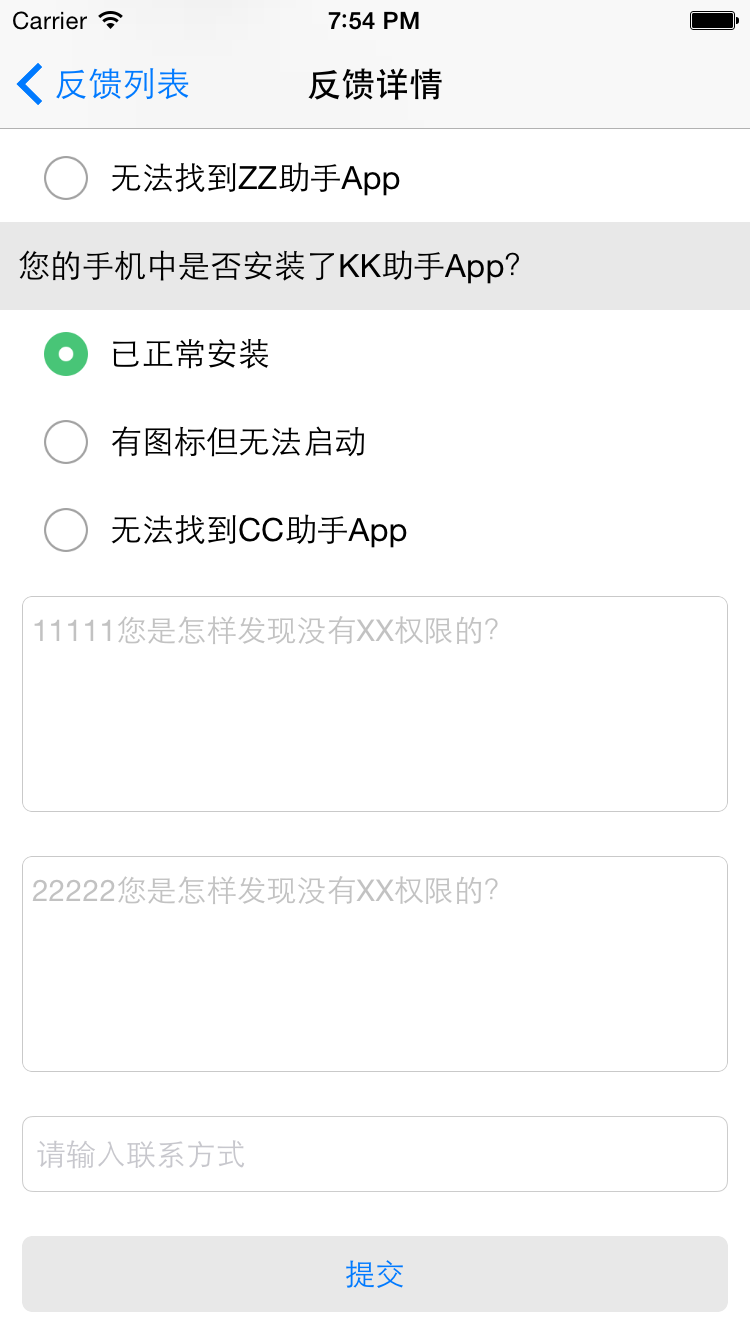 Carrier 7:54 PM
反馈列表 反馈详情
无法找到ZZ助手App
您的手机中是否安装了KK助手App？
已正常安装
有图标但无法启动
无法找到CC助手App
11111您是怎样发现没有XX权限的？
22222您是怎样发现没有XX权限的？
请输入联系方式
提交